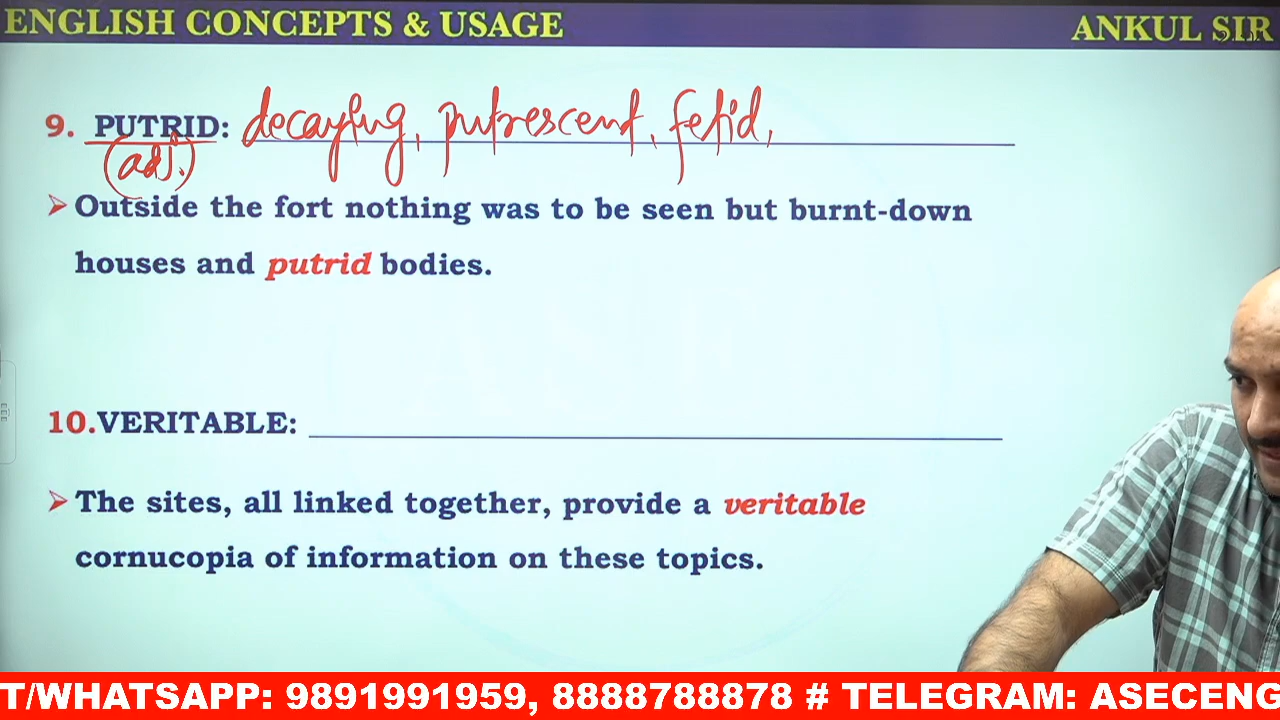 ENGLISH CONCEPTS & USAGE ANKUL SIR
9. PUTRID: decaying, putrescent, fetid,
(adj.)
➢ Outside the fort nothing was to be seen but burnt-down
houses and putrid bodies.
10.VERITABLE:
➢ The sites, all linked together, provide a veritable
cornucopia of information on these topics.
T/WHATSAPP: 9891991959, 8888788878 # TELEGRAM: ASECENG